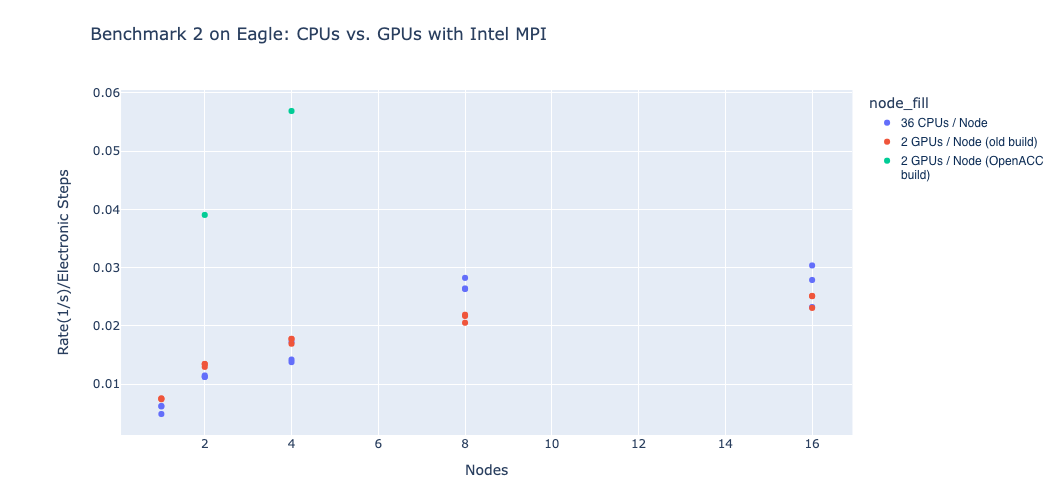 Benchmark 2 on Eagle: CPUs vs. GPUs with Intel MPI
node_fill
36 CPUs / Node
2 GPUs / Node (old build)
2 GPUs / Node (OpenACC
build)
Rate(1/s)/Electronic Steps
0.06
0.05
0.04
0.03
0.02
0.01
2
4
6
8
10
12
14
16
Nodes